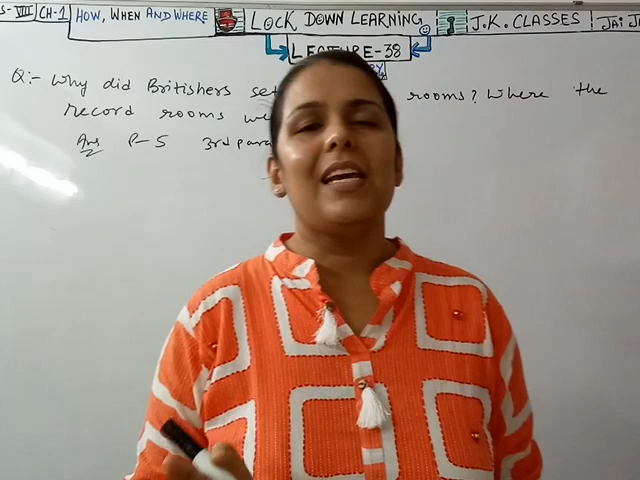 S-VIII CH-1 HOW, WHEN AND WHERE LOCK DOWN LEARNING J.K. CLASSES JAI
LECTURE-38
Q:- Why did Britishers set rooms? Where the
record rooms we
Ans P-5 3rd para